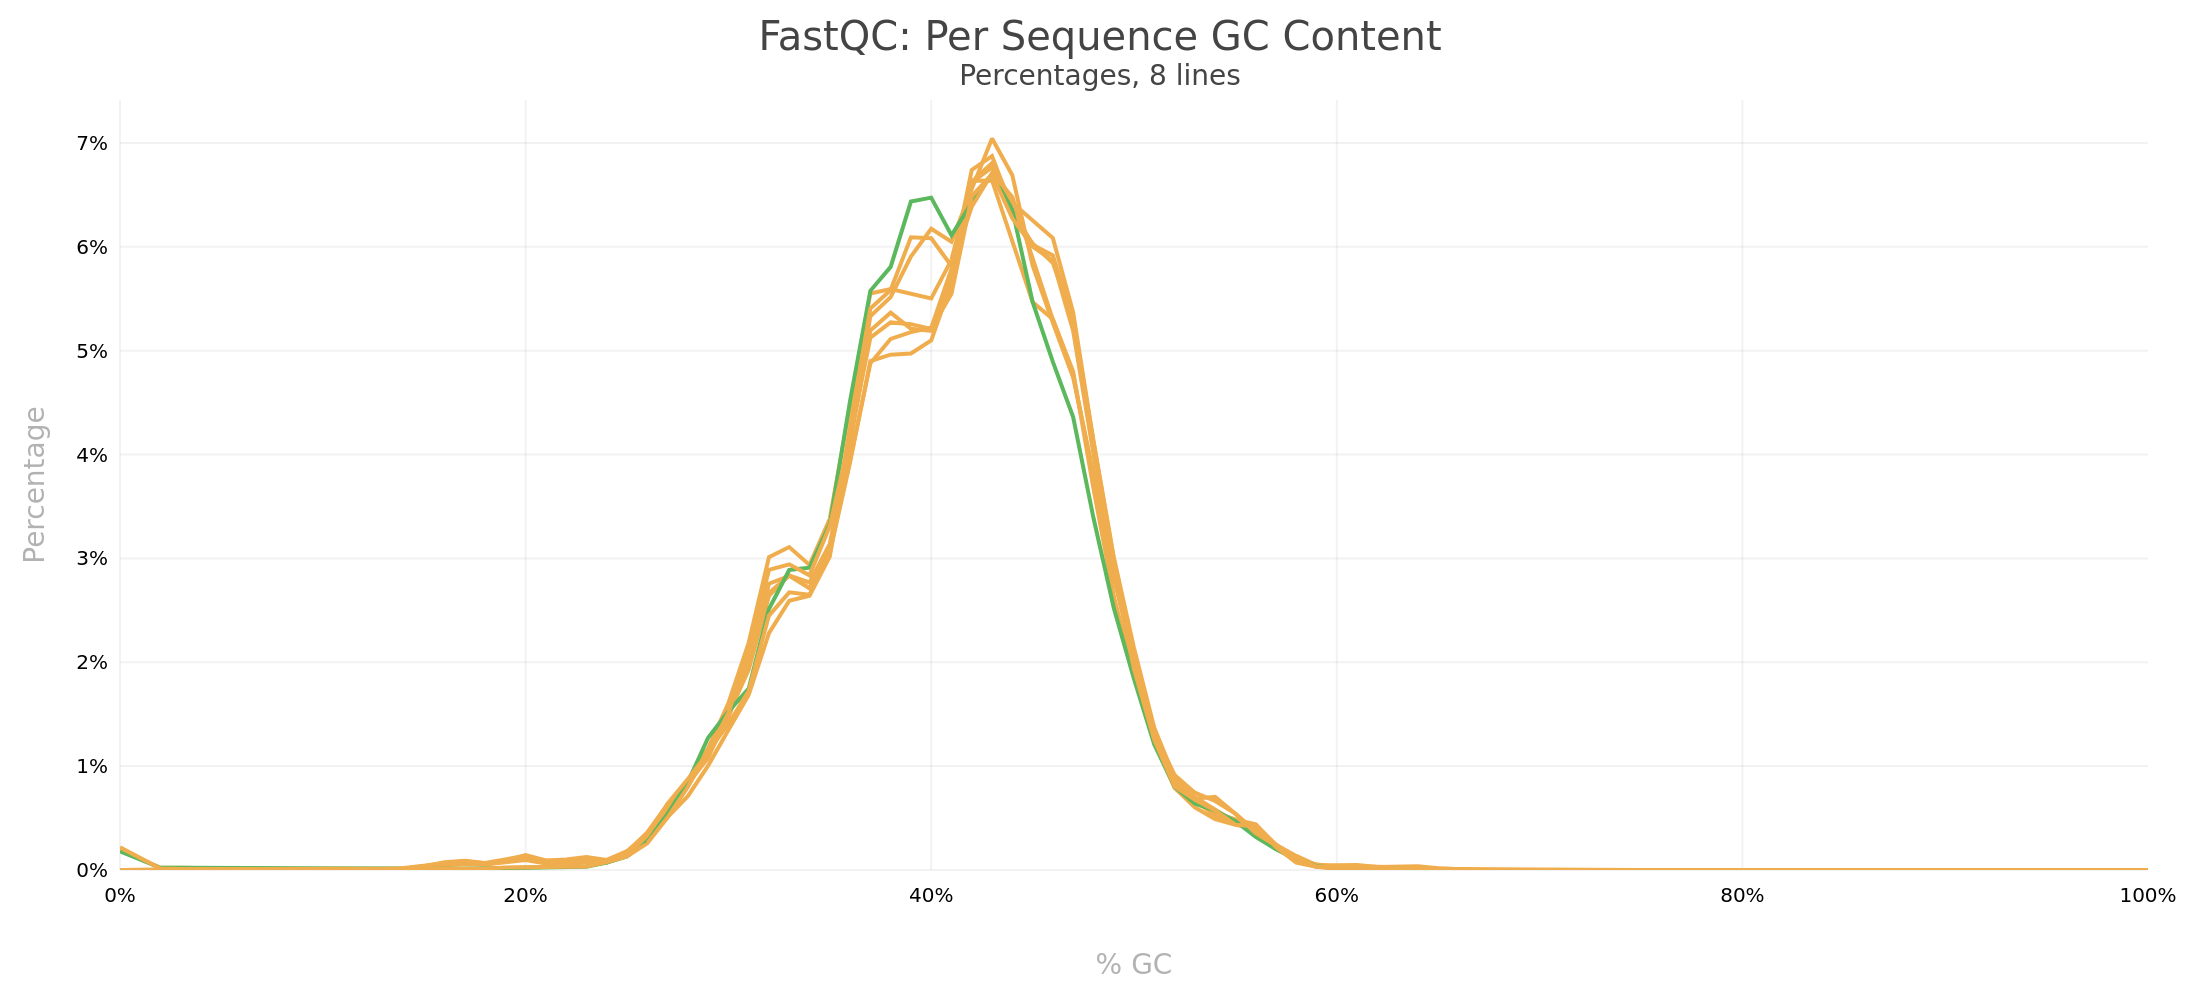 FastQC: Per Sequence GC Content
Percentages, 8 lines
7%
6%
5%
4%
3%
2%
1%
0%
Percentage
0% 20% 40% 60% 80% 100%
% GC